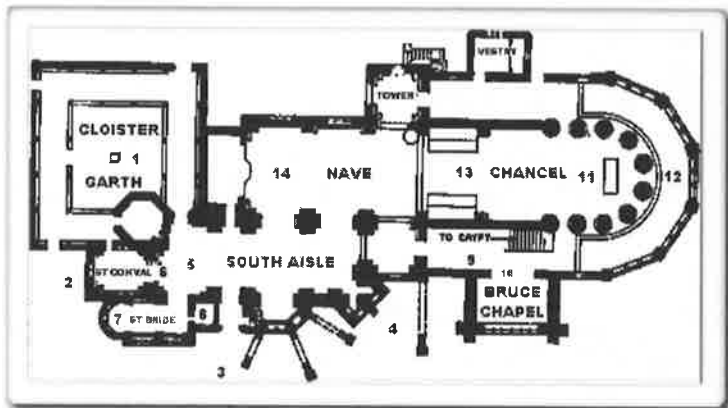 VESTRY
TOWER
CLOISTER
1
GARTH
14 NAVE
13 CHANCEL 11 12
TO CRYPT
9
2
ST CONVAL 6
5
SOUTH AISLE
10
BRUCE
CHAPEL
7 ST BRIDE
8
4
3